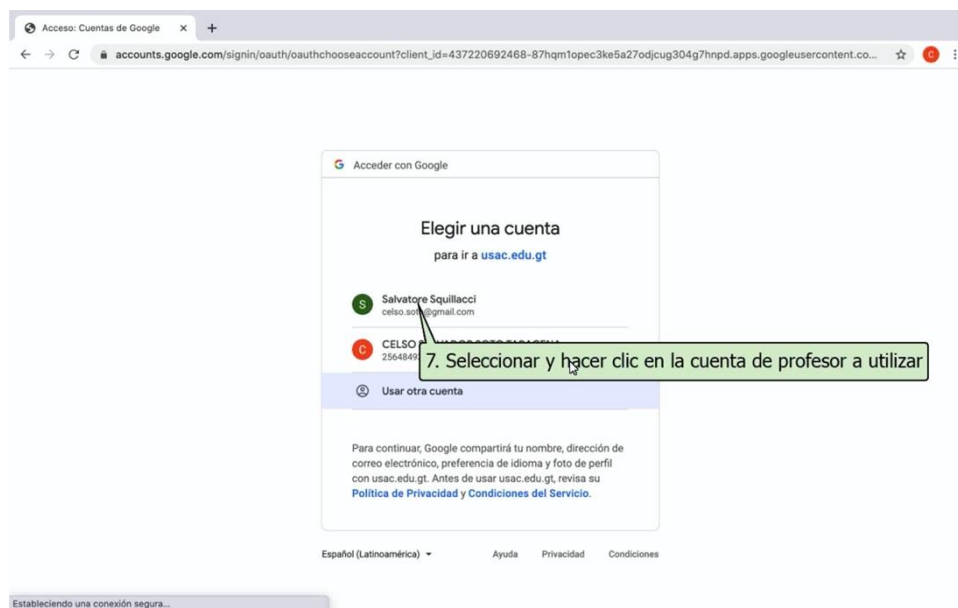 Acceso: Cuentas de Google
accounts.google.com/signin/oauth/oauthchooseaccount?client_id=437220692468-87hqm1opec3ke5a27odjcug304g7hnpd.apps.googleusercontent.co...
C
G Acceder con Google
Elegir una cuenta
para ir a usac.edu.gt
S
Salvatore Squillacci
celso.soto@gmail.com
C
CELSO
7. Seleccionar y hacer clic en la cuenta de profesor a utilizar
Usar otra cuenta
Para continuar, Google compartirá tu nombre, dirección de
correo electrónico, preferencia de idioma y foto de perfil
con usac.edu.gt. Antes de usar usac.edu.gt, revisa su
Política de Privacidad y Condiciones del Servicio.
Español (Latinoamérica) Ayuda Privacidad Condiciones
Estableciendo una conexión segura...